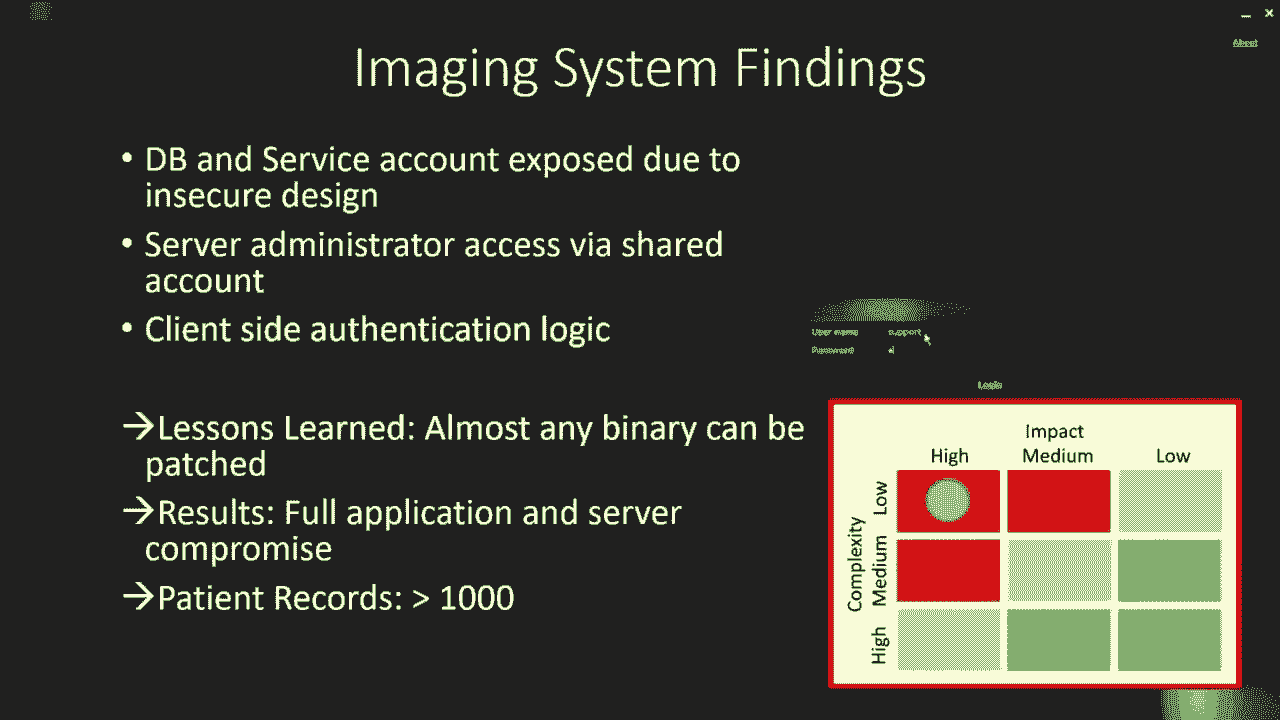 About
Imaging System Findings
• DB and Service account exposed due to
insecure design
• Server administrator access via shared
account
• Client side authentication logic
→Lessons Learned: Almost any binary can be
patched
→Results: Full application and server
compromise
→Patient Records: > 1000
User name support
Password
Login
Impact
High Medium Low
Complexity
Low
Medium
High